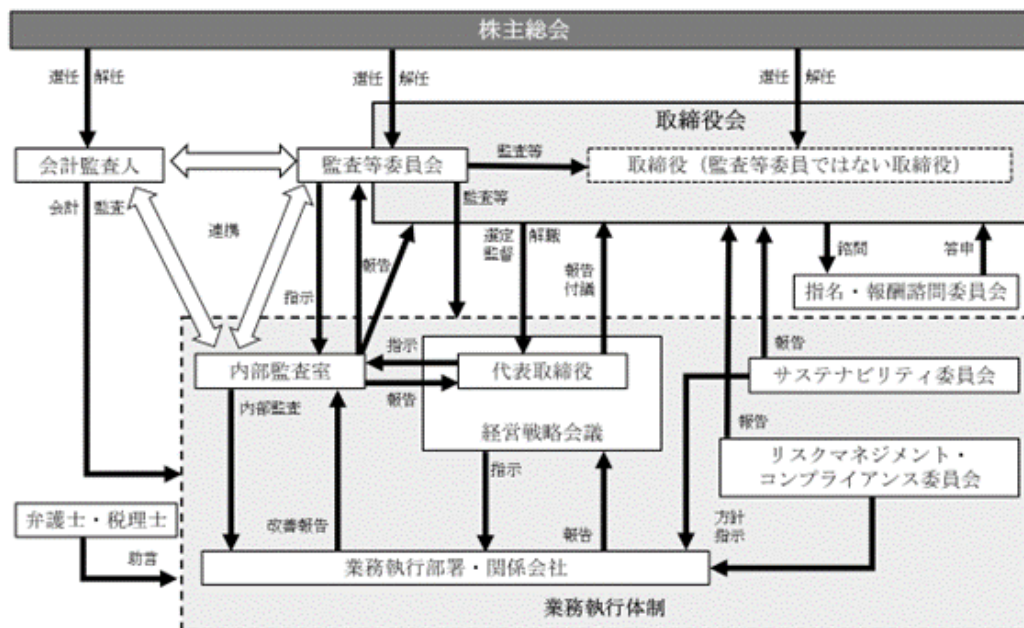 株主総会
選任 解任
選任 解任
選任 解任
取締役会
会計監査人
監査等委員会
監査等
取締役（監査等委員ではない取締役）
会計 監査
連携
監査等
報告
指示
選定 解職
監督
報告
付議
諮問
答申
指名・報酬諮問委員会
内部監査室
指示
報告
代表取締役
経営戦略会議
報告
サステナビリティ委員会
報告
リスクマネジメント・
コンプライアンス委員会
内部監査
改善報告
指示
報告
方針
指示
弁護士・税理士
助言
業務執行部署・関係会社
業務執行体制